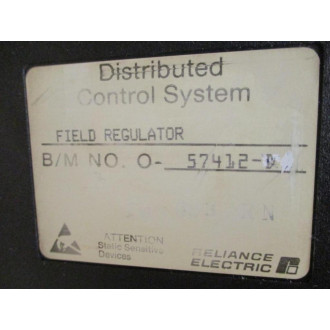 Distributed
Control System
FIELD REGULATOR
B/M NO. O- 57412-D
ATTENTION
Static Sensitive
Devices
RELIANCE
ELECTRIC